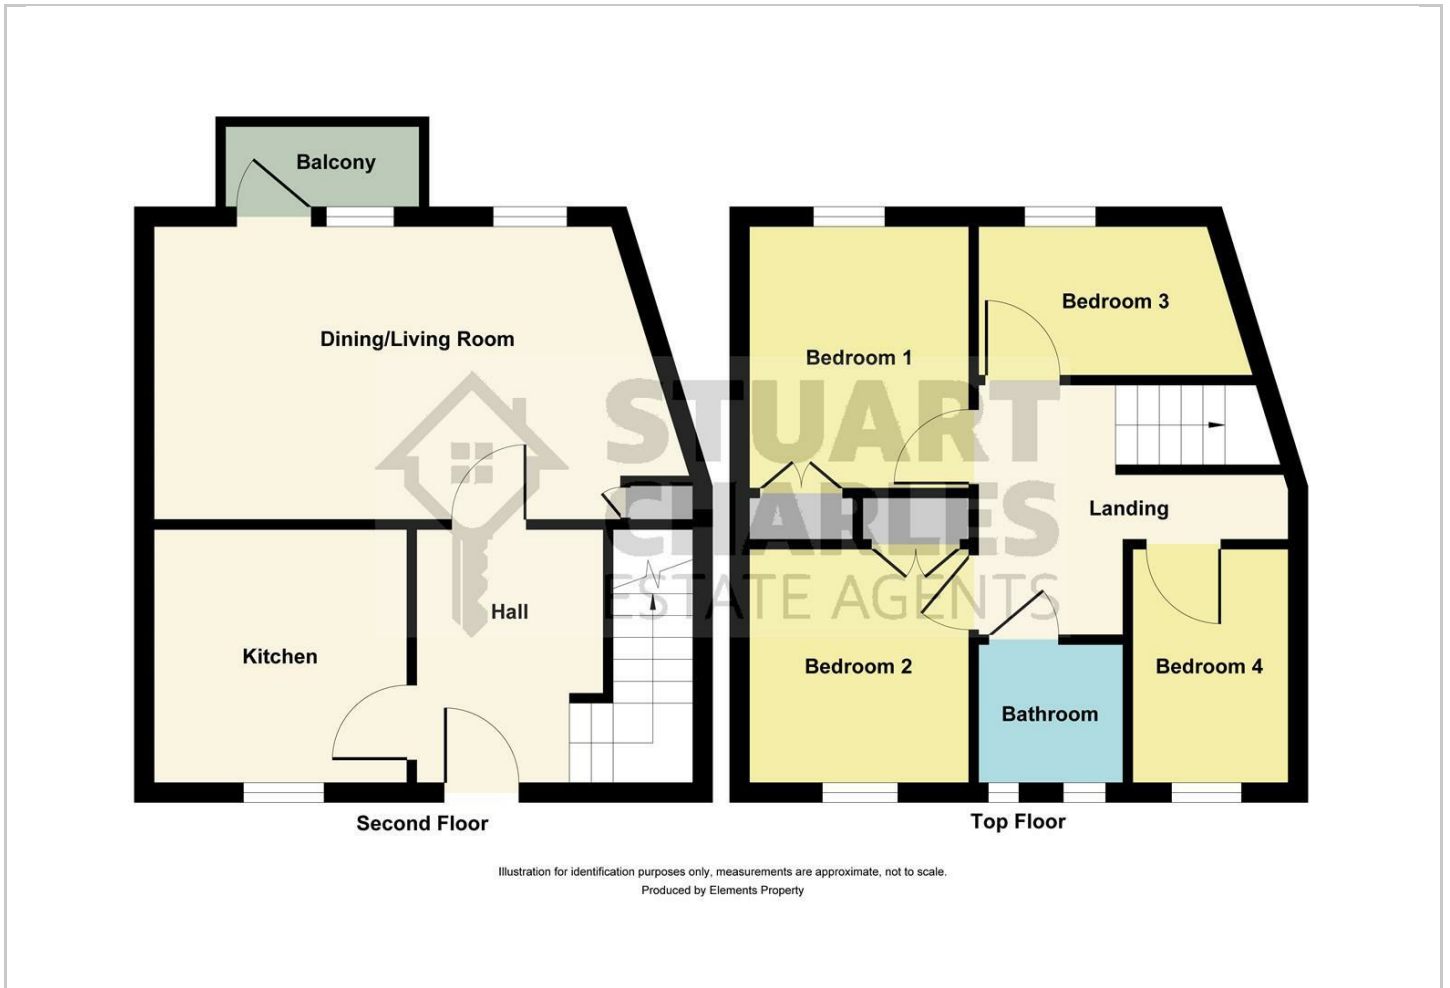 Balcony
Dining/Living Room
Kitchen
Hall
Second Floor
Bedroom 1
Bedroom 3
Landing
Bedroom 2
Bathroom
Bedroom 4
Top Floor
STUART
CHARLES
ESTATE AGENTS
Illustration for identification purposes only, measurements are approximate, not to scale.
Produced by Elements Property